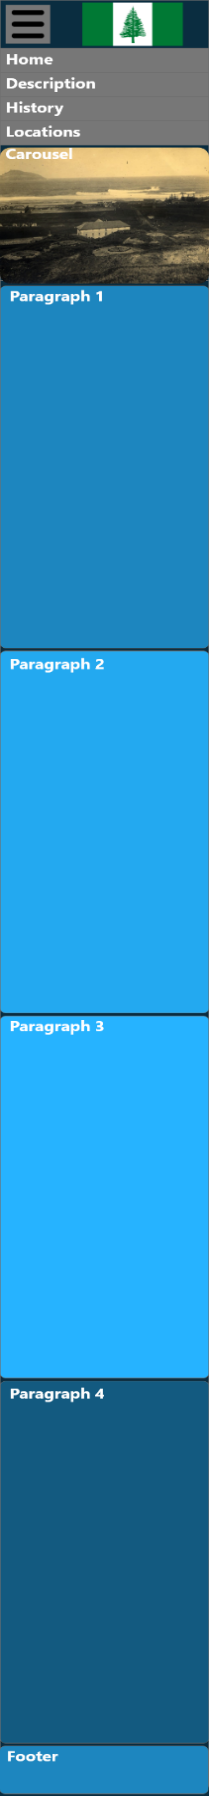 Home
Description
History
Locations
Carousel
Paragraph 1
Paragraph 2
Paragraph 3
Paragraph 4
Footer